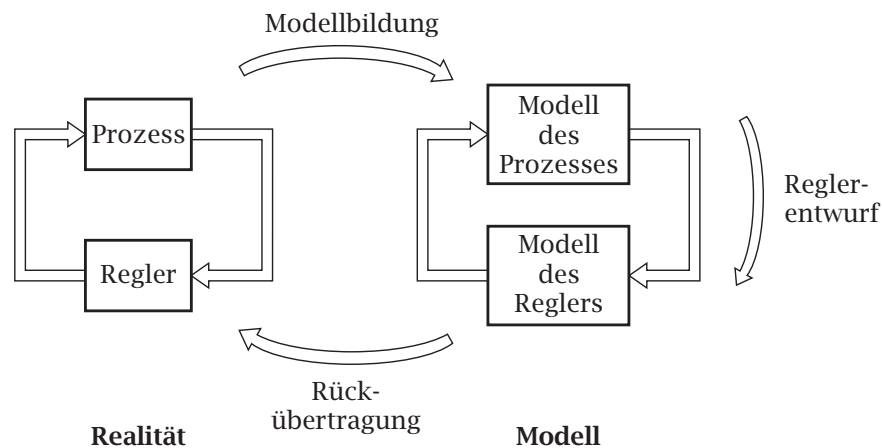 Modellbildung
Prozess
Modell
des
Prozesses
Regler-
entwurf
Regler
Modell
des
Reglers
Rück-
übertragung
Realität
Modell